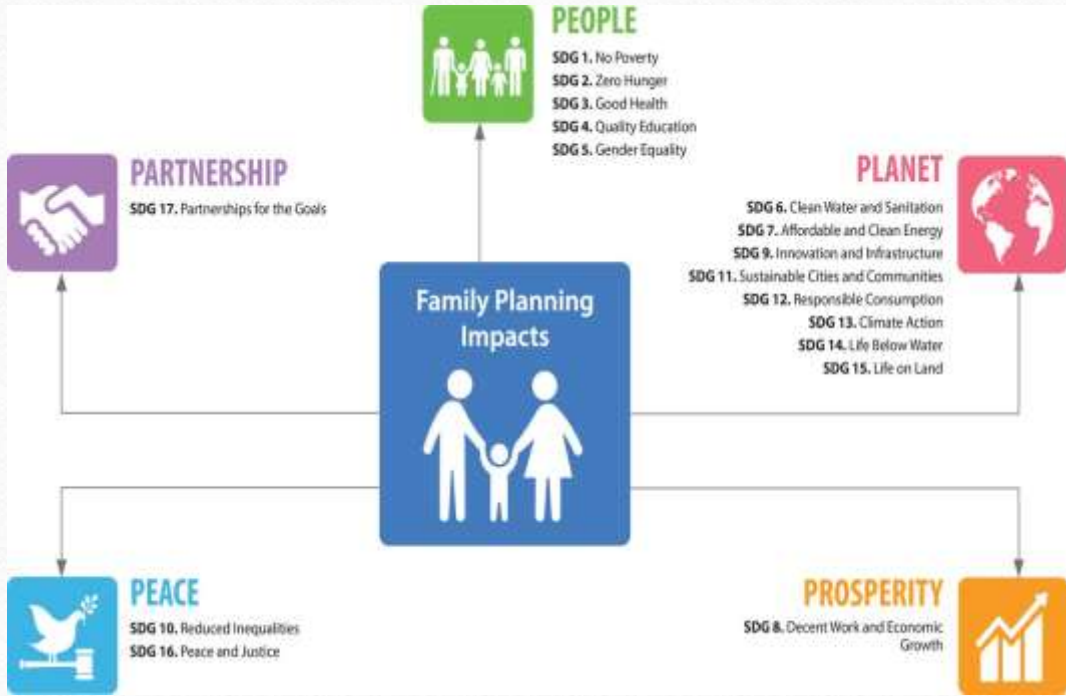 PEOPLE
SDG 1. No Poverty
SDG 2. Zero Hunger
SDG 3. Good Health
SDG 4. Quality Education
SDG 5. Gender Equality
PARTNERSHIP
SDG 17. Partnerships for the Goals
PLANET
SDG 6. Clean Water and Sanitation
SDG 7. Affordable and Clean Energy
SDG 9. Innovation and Infrastructure
SDG 11. Sustainable Cities and Communities
SDG 12. Responsible Consumption
SDG 13. Climate Action
SDG 14. Life Below Water
SDG 15. Life on Land
Family Planning
Impacts
PEACE
SDG 10. Reduced Inequalities
SDG 16. Peace and Justice
PROSPERITY
SDG 8. Decent Work and Economic
Growth